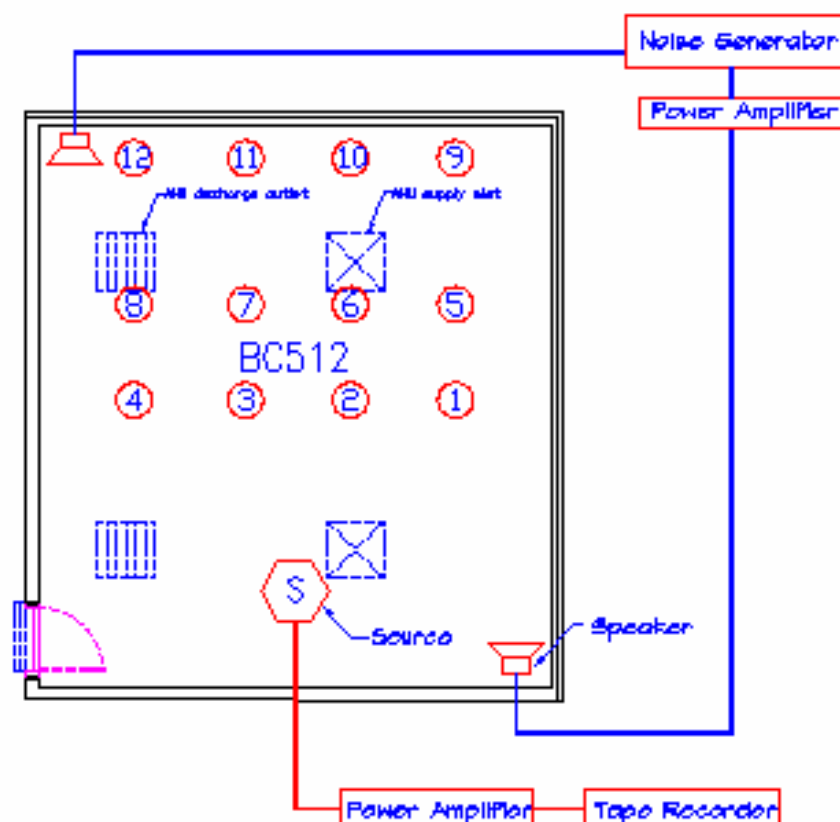 Noise Generator
Power Amplifier
12 11 10 9
AHU discharge outlet AHU supply inlet
8 7 6 5
BC512
4 3 2 1
S
Source
Speaker
Power Amplifier Tape Recorder